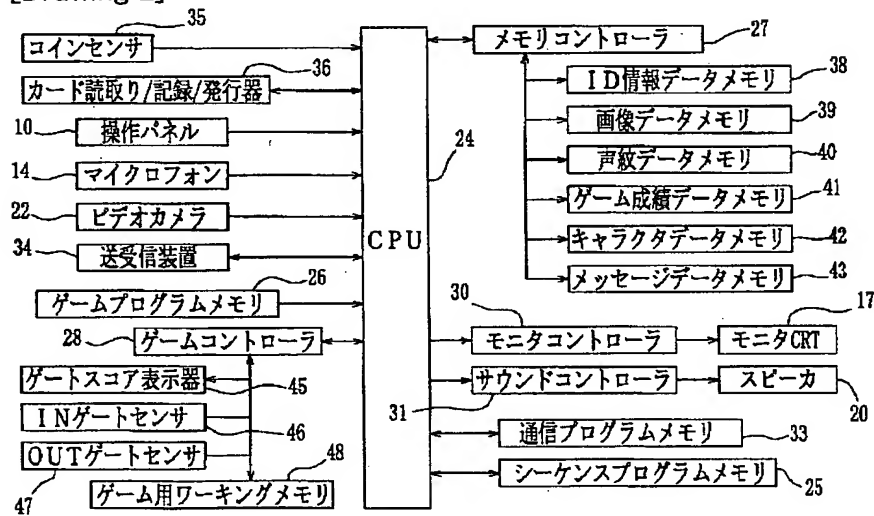 35
コインセンサ
36
カード読取り/記録/発行器
10
操作パネル
14
マイクロフォン
22
ビデオカメラ
34
送受信装置
26
ゲームプログラムメモリ
28
ゲームコントローラ
ゲートスコア表示器
45
INゲートセンサ
46
OUTゲートセンサ
47
48
ゲーム用ワーキングメモリ
CPU
24
メモリコントローラ
27
ID情報データメモリ
38
画像データメモリ
39
声紋データメモリ
40
ゲーム成績データメモリ
41
キャラクタデータメモリ
42
メッセージデータメモリ
43
30
モニタコントローラ
17
モニタCRT
サウンドコントローラ
31
スピーカ
20
通信プログラムメモリ
33
シーケンスプログラムメモリ
25